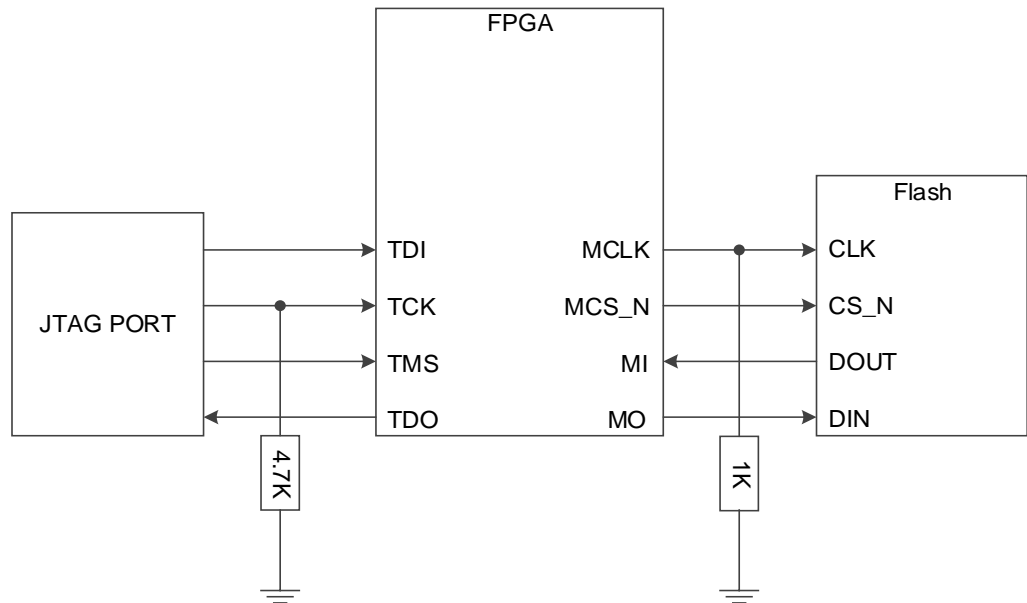 FPGA
Flash
JTAG PORT
TDI
TCK
TMS
TDO
MCLK
MCS_N
MI
MO
CLK
CS_N
DOUT
DIN
4.7K
1K